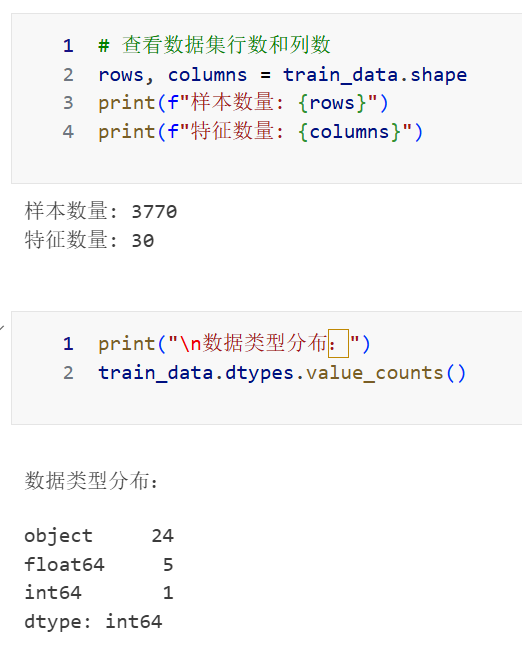 1 # 查看数据集行数和列数
2 rows, columns = train_data.shape
3 print(f"样本数量: {rows}")
4 print(f"特征数量: {columns}")
样本数量: 3770
特征数量: 30
1 print("\n数据类型分布：")
2 train_data.dtypes.value_counts()
数据类型分布：
object 24
float64 5
int64 1
dtype: int64